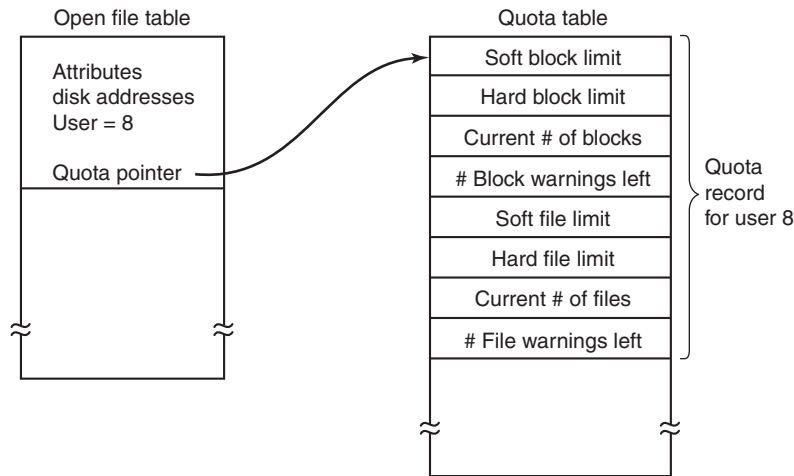 Open file table
Attributes
disk addresses
User = 8
Quota pointer
Quota table
Soft block limit
Hard block limit
Current # of blocks
# Block warnings left
Soft file limit
Hard file limit
Current # of files
# File warnings left
Quota
record
for user 8